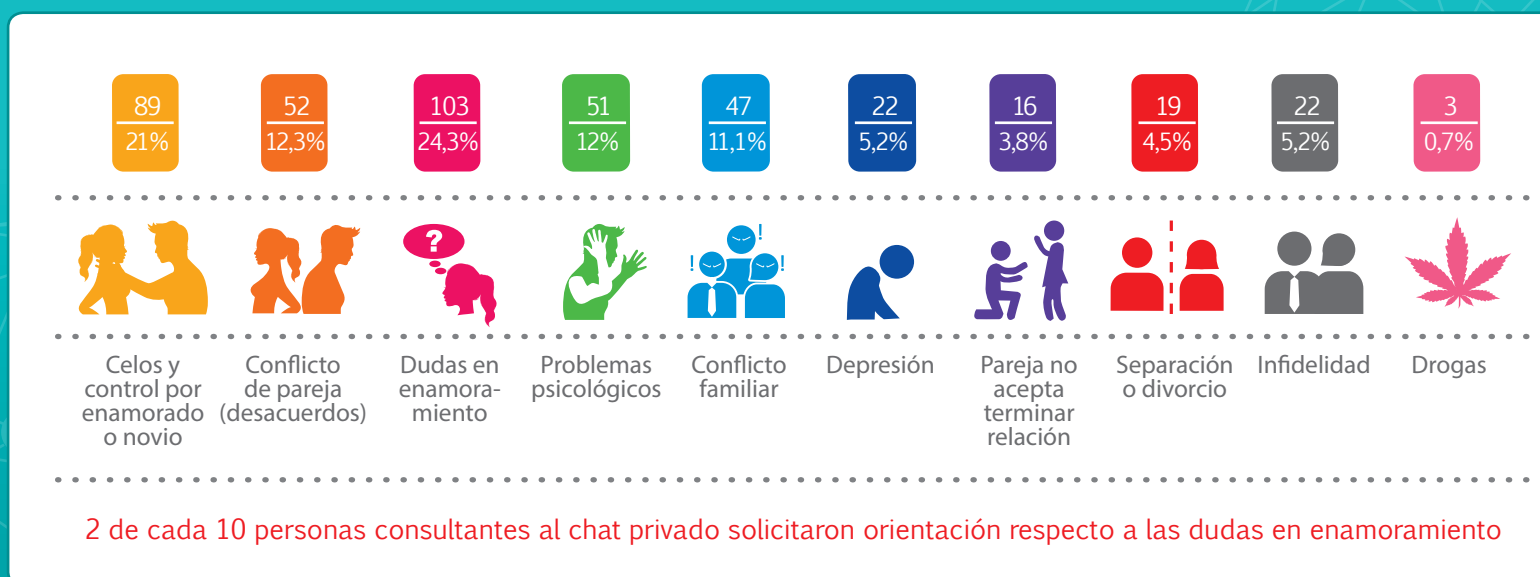 89 52 103 51 47 22 16 19 22 3
21% 12,3% 24,3% 12% 11,1% 5,2% 3,8% 4,5% 5,2% 0,7%
?
! ! !
Celos y
control por
enamorado
o novio
Conflicto
de pareja
(desacuerdos)
Dudas en
enamora-
miento
Problemas
psicológicos
Conflicto
familiar
Depresión
Pareja no
acepta
terminar
relación
Separación
o divorcio
Infidelidad
Drogas
2 de cada 10 personas consultantes al chat privado solicitaron orientación respecto a las dudas en enamoramiento